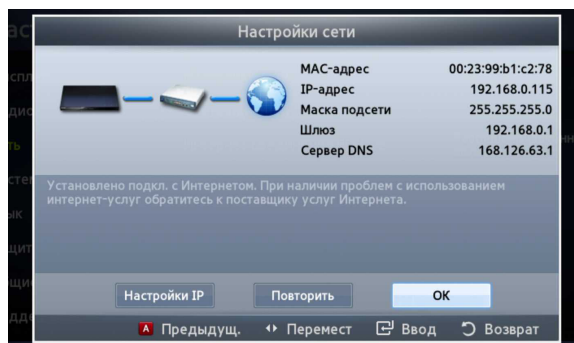 Настройки сети
MAC-адрес 00:23:99:b1:c2:78
IP-адрес 192.168.0.115
Маска подсети 255.255.255.0
Шлюз 192.168.0.1
Сервер DNS 168.126.63.1
Установлено подкл. с Интернетом. При наличии проблем с использованием
интернет-услуг обратитесь к поставщику услуг Интернета.
Настройки IP Повторить OK
A Предыдущ. Перемест Ввод Возврат